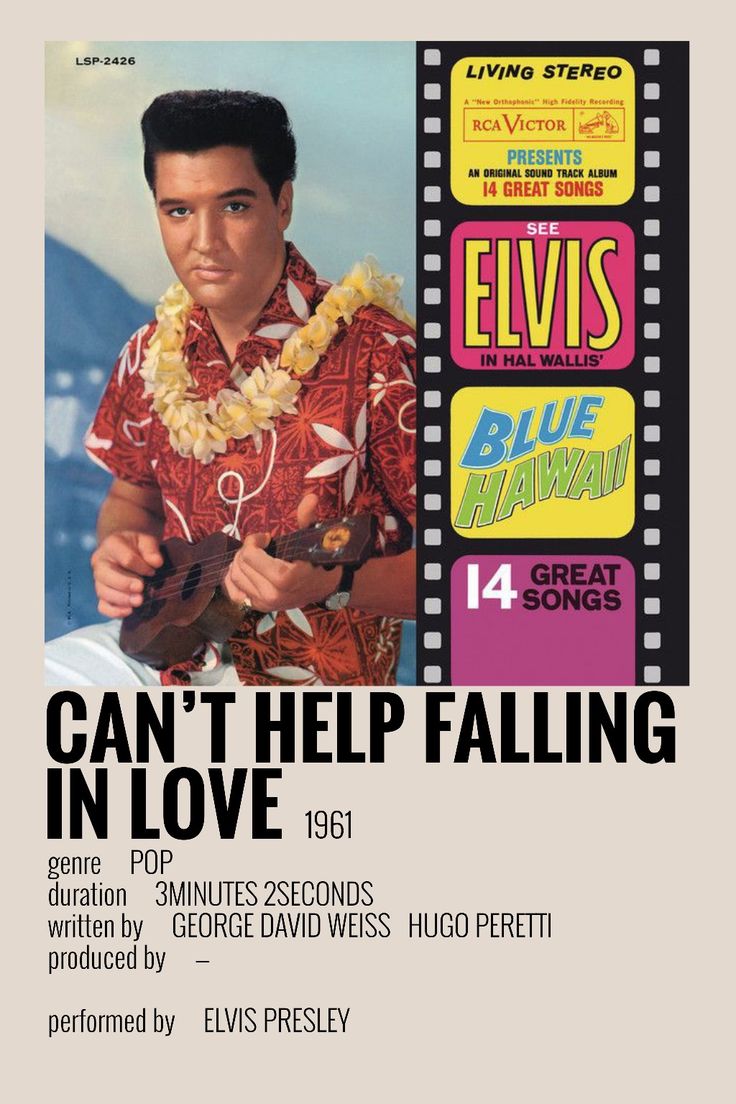 LSP-2426
LIVING STEREO
A "New Orthophonic" High Fidelity Recording
RCA VICTOR
PRESENTS
AN ORIGINAL SOUND TRACK ALBUM
14 GREAT SONGS
SEE
ELVIS
IN HAL WALLIS'
BLUE
HAWAII
14 GREAT
SONGS
CAN'T HELP FALLING
IN LOVE 1961
genre POP
duration 3MINUTES 2SECONDS
written by GEORGE DAVID WEISS HUGO PERETTI
produced by –
performed by ELVIS PRESLEY